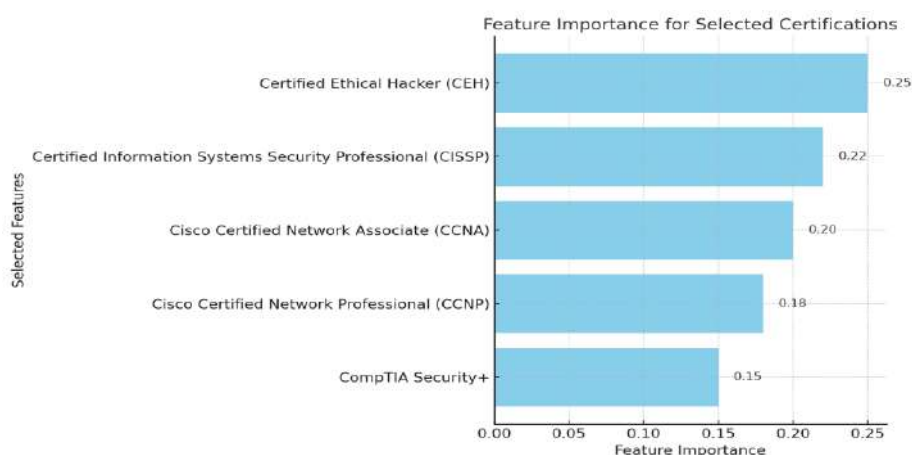 Feature Importance for Selected Certifications
Certified Ethical Hacker (CEH)
0.25
Certified Information Systems Security Professional (CISSP)
0.22
Cisco Certified Network Associate (CCNA)
0.20
Cisco Certified Network Professional (CCNP)
0.18
CompTIA Security+
0.15
Selected Features
0.00 0.05 0.10 0.15 0.20 0.25
Feature Importance